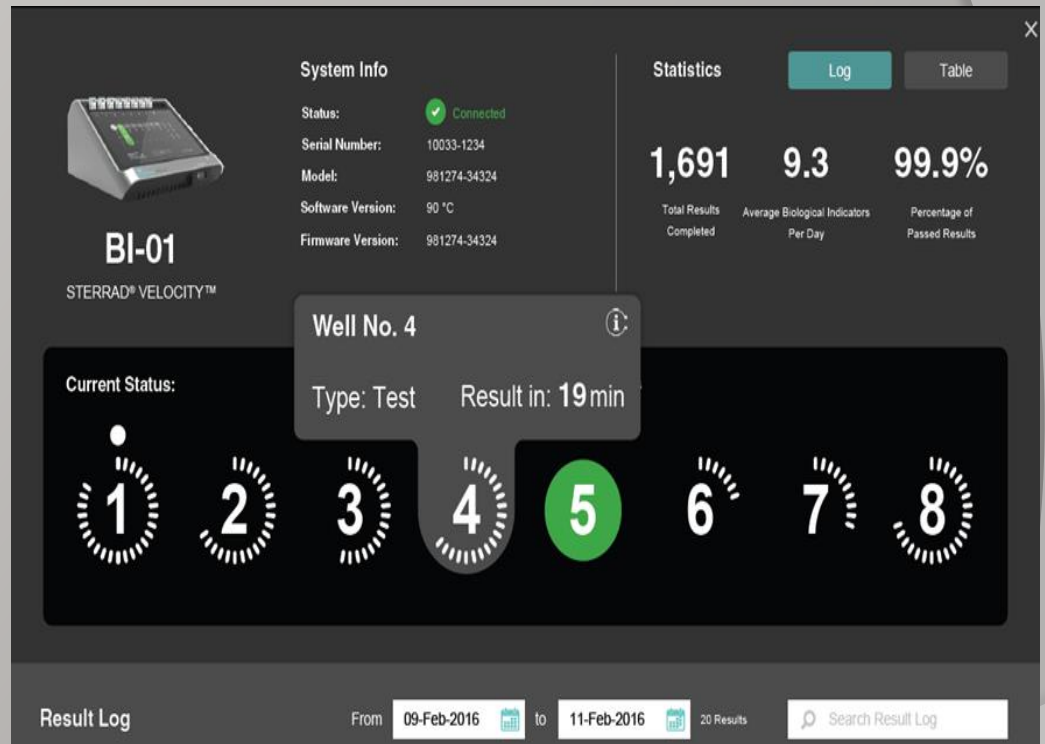 X
System Info
Status: Connected
Serial Number: 10033-1234
Model: 981274-34324
Software Version: 90 °C
Firmware Version: 981274-34324
Statistics
Log
Table
1,691
Total Results
Completed
9.3
Average Biological Indicators
Per Day
99.9%
Percentage of
Passed Results
BI-01
STERRAD® VELOCITY™
Well No. 4
Type: Test Result in: 19 min
Current Status:
1 2 3 4 5 6 7 8
Result Log From 09-Feb-2016 to 11-Feb-2016 20 Results Search Result Log